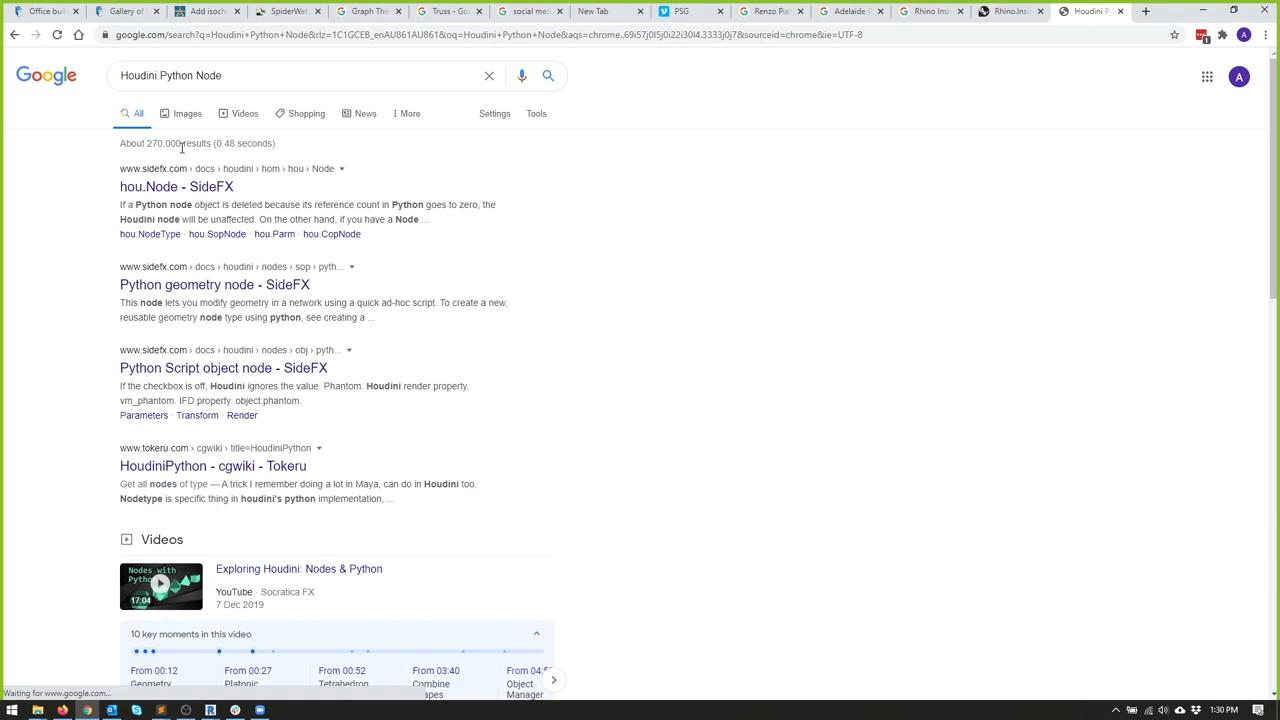 Office buil
Gallery of I
Add isoche
SpiderWeb
Graph The
Truss - Goo
social med
New Tab
PSG
Renzo Pia
Adelaide C
Rhino Insi
Rhino.Insid
Houdini Py
google.com/search?q=Houdini+Python+Node&rlz=1C1GCEB_enAU861AU861&oq=Houdini+Python+Node&aqs=chrome..69i57j0l5j0i22i30l4.3333j0j7&sourceid=chrome&ie=UTF-8
1
A
Google
Houdini Python Node
A
All
Images
Videos
Shopping
News
More
Settings
Tools
About 270,000 results (0.48 seconds)
www.sidefx.com › docs › houdini › hom › hou › Node
hou.Node - SideFX
If a Python node object is deleted because its reference count in Python goes to zero, the
Houdini node will be unaffected. On the other hand, if you have a Node ...
hou.NodeType · hou.SopNode · hou.Parm · hou.CopNode
www.sidefx.com › docs › houdini › nodes › sop › pyth...
Python geometry node - SideFX
This node lets you modify geometry in a network using a quick ad-hoc script. To create a new,
reusable geometry node type using python, see creating a ...
www.sidefx.com › docs › houdini › nodes › obj › pyth...
Python Script object node - SideFX
If the checkbox is off, Houdini ignores the value. Phantom. Houdini render property.
vm_phantom. IFD property. object:phantom.
Parameters · Transform · Render
www.tokeru.com › cgwiki › title=HoudiniPython
HoudiniPython - cgwiki - Tokeru
Get all nodes of type — A trick I remember doing a lot in Maya, can do in Houdini too.
Nodetype is specific thing in houdini's python implementation, ...
Videos
Nodes with
Python
17:04
Exploring Houdini: Nodes & Python
YouTube · Socratica FX
7 Dec 2019
10 key moments in this video
From 00:12
Geometry
From 00:27
Platonic
From 00:52
Tetrahedron
From 03:40
Combine
Shapes
From 04:5
Object
Manager
Waiting for www.google.com...
1:30 PM